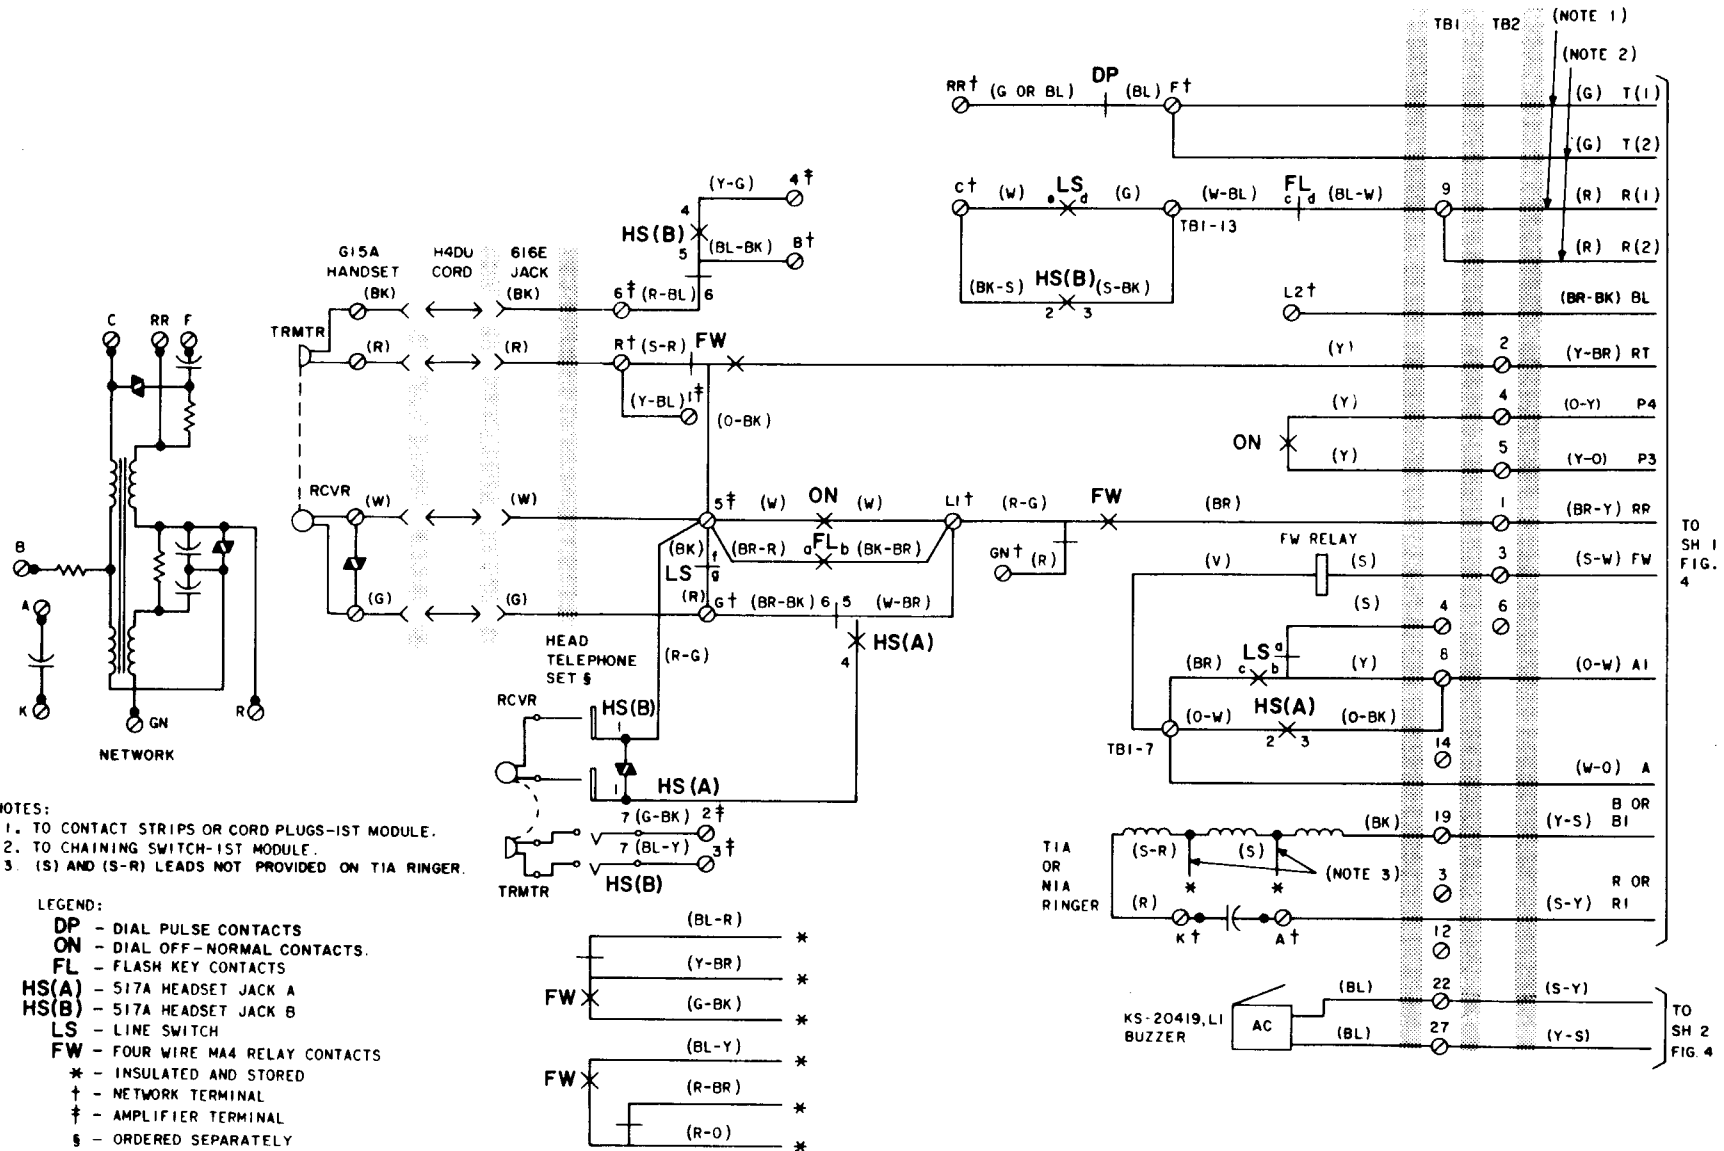 TB1 TB2 (NOTE 1)
(NOTE 2)
RR† (G OR BL) DP (BL) F† (G) T(1)
(G) T(2)
C† (W) LS e d (G) TB1-13 (W-BL) FL c d (BL-W) 9 (R) R(1)
(R) R(2)
(BK-S) HS(B) (S-BK) 2 3
L2† (BR-BK) BL
(Y-G) 4‡
4
HS(B)
5 (BL-BK) B†
G15A HANDSET
H4DU CORD
616E JACK
(BK) (BK) 6‡ (R-BL) 6
TRMTR
(R) (R) R† (S-R) FW (Y) 2 (Y-BR) RT
(Y-BL) 1‡
(O-BK)
(Y) 4 (O-Y) P4
ON
(Y) 5 (Y-O) P3
RCVR
(W) (W) 5‡ (W) ON (W) L1† (R-G) FW (BR) 1 (BR-Y) RR
(BK) f (BR-R) a FL b (BK-BR) GN† (R)
LS g
FW RELAY
(V) (S) 3 (S-W) FW
(R)
(G) (G) G† (BR-BK) 6 5 (W-BR)
4 HS(A)
(S) 4 6
LS a
(BR) c b (Y) 8 (O-W) A1
HS(A)
(O-W) 2 3 (O-BK)
TB1-7
14
(W-O) A
TO
SH 1
FIG.
4
C RR F
B
A
K GN R
NETWORK
HEAD
TELEPHONE
SET §
(R-G)
RCVR
HS(B)
1
HS(A)
1
7 (G-BK) 2‡
7 (BL-Y) 3‡
TRMTR HS(B)
T1A
OR
N1A
RINGER
(BK) 19 (Y-S) B OR
B1
(S-R) (S)
(NOTE 3)
* *
3
(R) K† A† (S-Y) R OR
R1
12
KS-20419,L1
BUZZER
AC
(BL) 22 (S-Y)
(BL) 27 (Y-S)
TO
SH 2
FIG. 4
NOTES:
1. TO CONTACT STRIPS OR CORD PLUGS-1ST MODULE.
2. TO CHAINING SWITCH-1ST MODULE.
3. (S) AND (S-R) LEADS NOT PROVIDED ON T1A RINGER.
LEGEND:
DP - DIAL PULSE CONTACTS
ON - DIAL OFF-NORMAL CONTACTS.
FL - FLASH KEY CONTACTS
HS(A) - 517A HEADSET JACK A
HS(B) - 517A HEADSET JACK B
LS - LINE SWITCH
FW - FOUR WIRE MA4 RELAY CONTACTS
* - INSULATED AND STORED
† - NETWORK TERMINAL
‡ - AMPLIFIER TERMINAL
§ - ORDERED SEPARATELY
(BL-R) *
(Y-BR) *
FW
(G-BK) *
(BL-Y) *
FW
(R-BR) *
(R-O) *